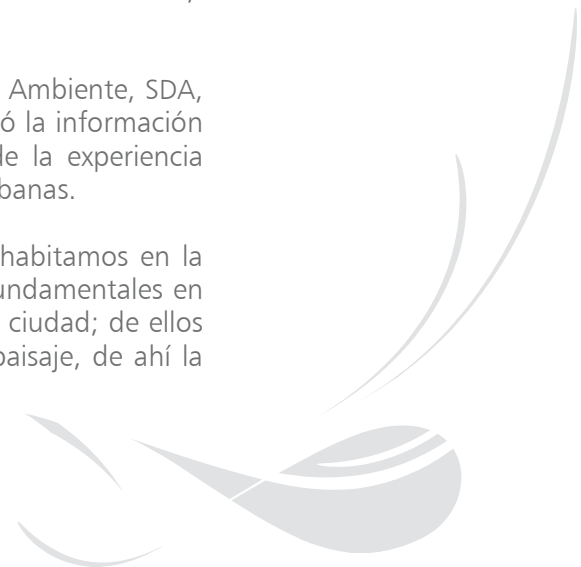 Ambiente, SDA,
ó la información
de la experiencia
banas.
habitamos en la
undamentales en
ciudad; de ellos
paisaje, de ahí la